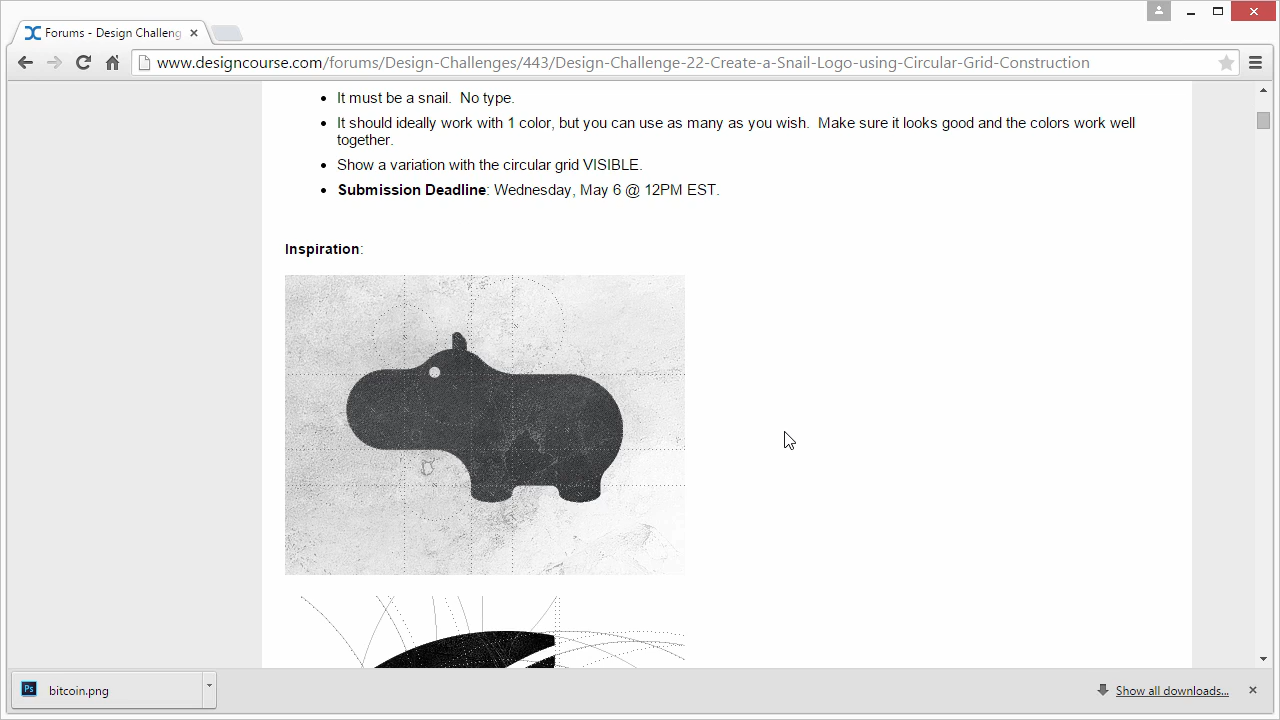 Forums - Design Challeng
www.designcourse.com/forums/Design-Challenges/443/Design-Challenge-22-Create-a-Snail-Logo-using-Circular-Grid-Construction
It must be a snail.  No type.
It should ideally work with 1 color, but you can use as many as you wish.  Make sure it looks good and the colors work well
together.
Show a variation with the circular grid VISIBLE.
Submission Deadline: Wednesday, May 6 @ 12PM EST.
Inspiration:
Ps bitcoin.png
Show all downloads...